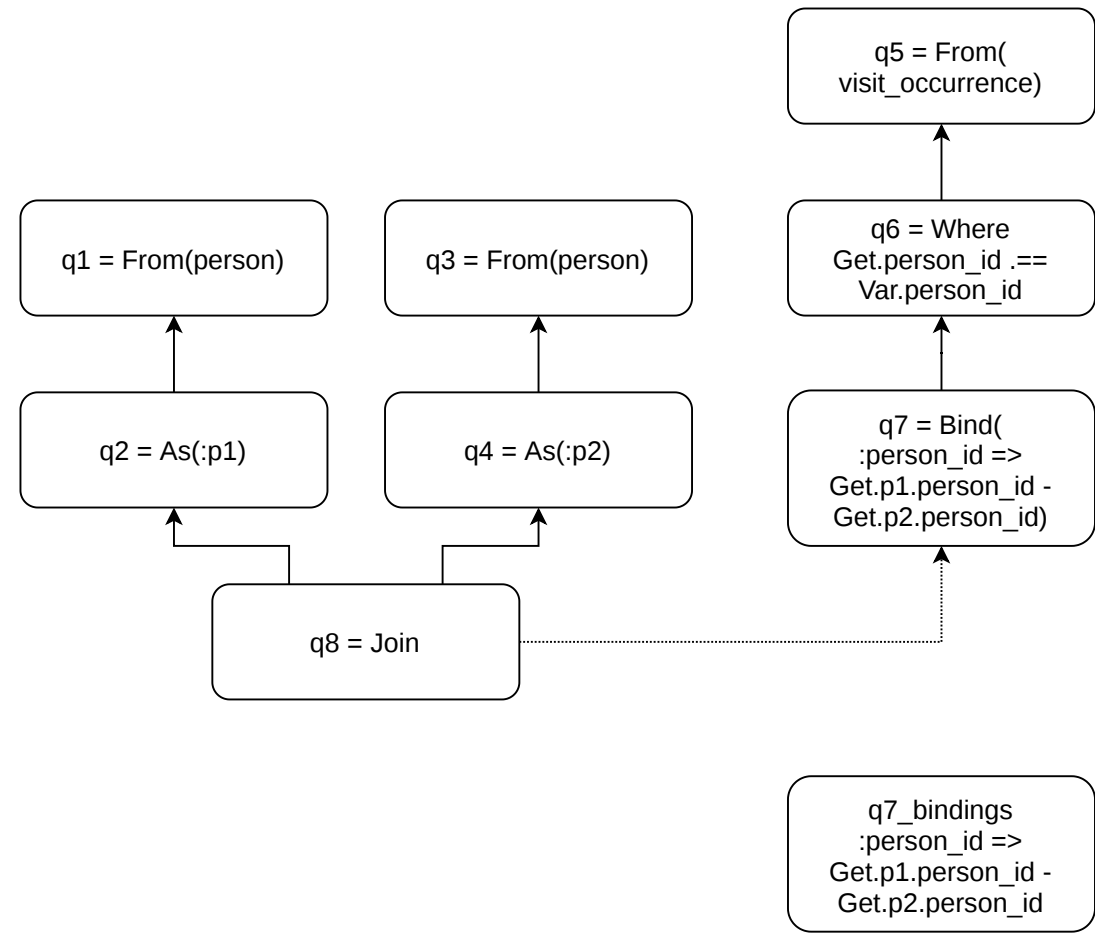 q5 = From(
visit_occurrence)
q1 = From(person)
q3 = From(person)
q6 = Where
Get.person_id .==
Var.person_id
q2 = As(:p1)
q4 = As(:p2)
q7 = Bind(
:person_id =>
Get.p1.person_id -
Get.p2.person_id)
q8 = Join
q7_bindings
:person_id =>
Get.p1.person_id -
Get.p2.person_id